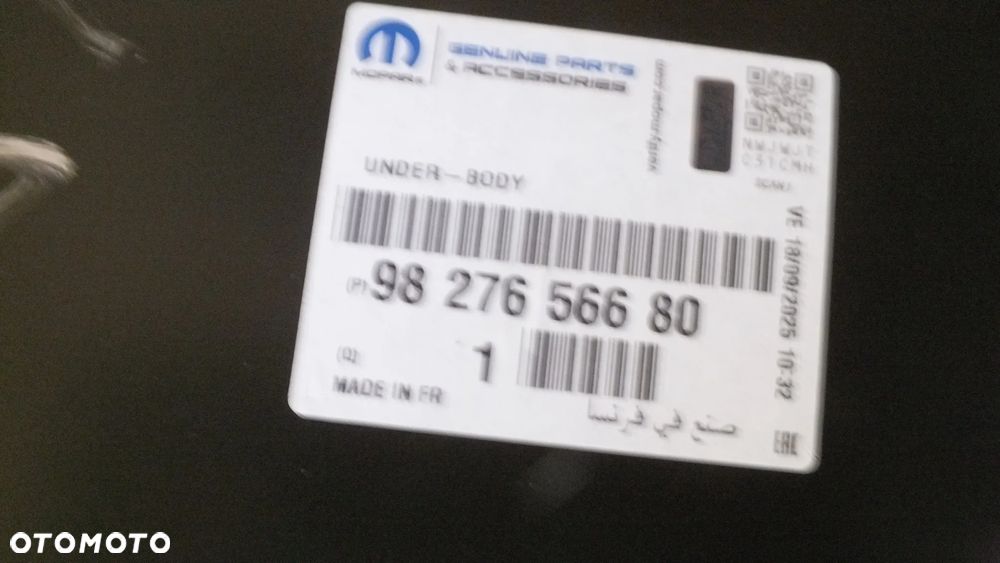 MOPAR
GENUINE PARTS
& ACCESSORIES
UNDER-BODY
(P) 98 276 566 80
(Q) 1
MADE IN FR
صنع في فرنسا
VE 18/09/2025 10:32
EAC
OTOMOTO